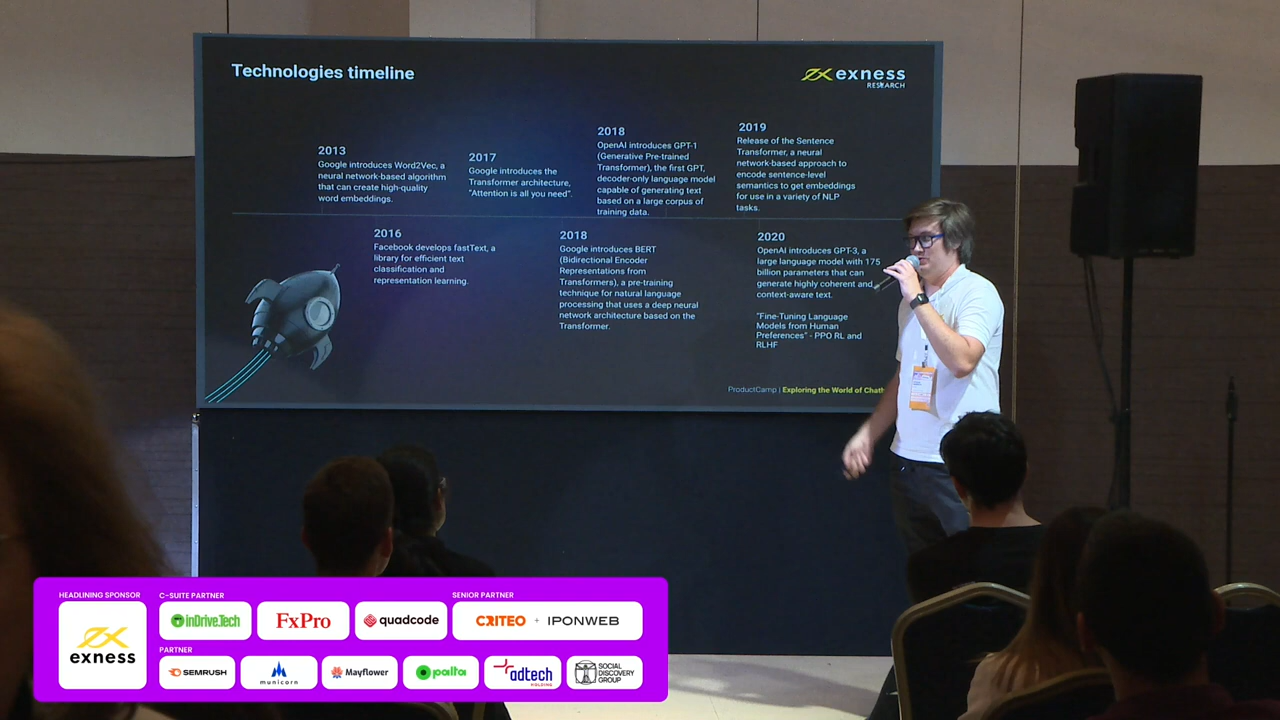 Technologies timeline
exness
RESEARCH
2013
Google introduces Word2Vec, a
neural network-based algorithm
that can create high-quality
word embeddings.
2017
Google introduces the
Transformer architecture,
"Attention is all you need".
2018
OpenAI introduces GPT-1
(Generative Pre-trained
Transformer), the first GPT,
decoder-only language model
capable of generating text
based on a large corpus of
training data.
2019
Release of the Sentence
Transformer, a neural
network-based approach to
encode sentence-level
semantics to get embeddings
for use in a variety of NLP
tasks.
2016
Facebook develops fastText, a
library for efficient text
classification and
representation learning.
2018
Google introduces BERT
(Bidirectional Encoder
Representations from
Transformers), a pre-training
technique for natural language
processing that uses a deep neural
network architecture based on the
Transformer.
2020
OpenAI introduces GPT-3, a
large language model with 175
billion parameters that can
generate highly coherent and
context-aware text.
"Fine-Tuning Language
Models from Human
Preferences" - PPO RL and
RLHF
ProductCamp | Exploring the World of
HEADLINING SPONSOR
exness
C-SUITE PARTNER
inDrive.Tech
FxPro
quadcode
SENIOR PARTNER
CRITEO + IPONWEB
PARTNER
SEMRUSH
municorn
Mayflower
palta
adtech
HOLDING
SOCIAL
DISCOVERY
GROUP